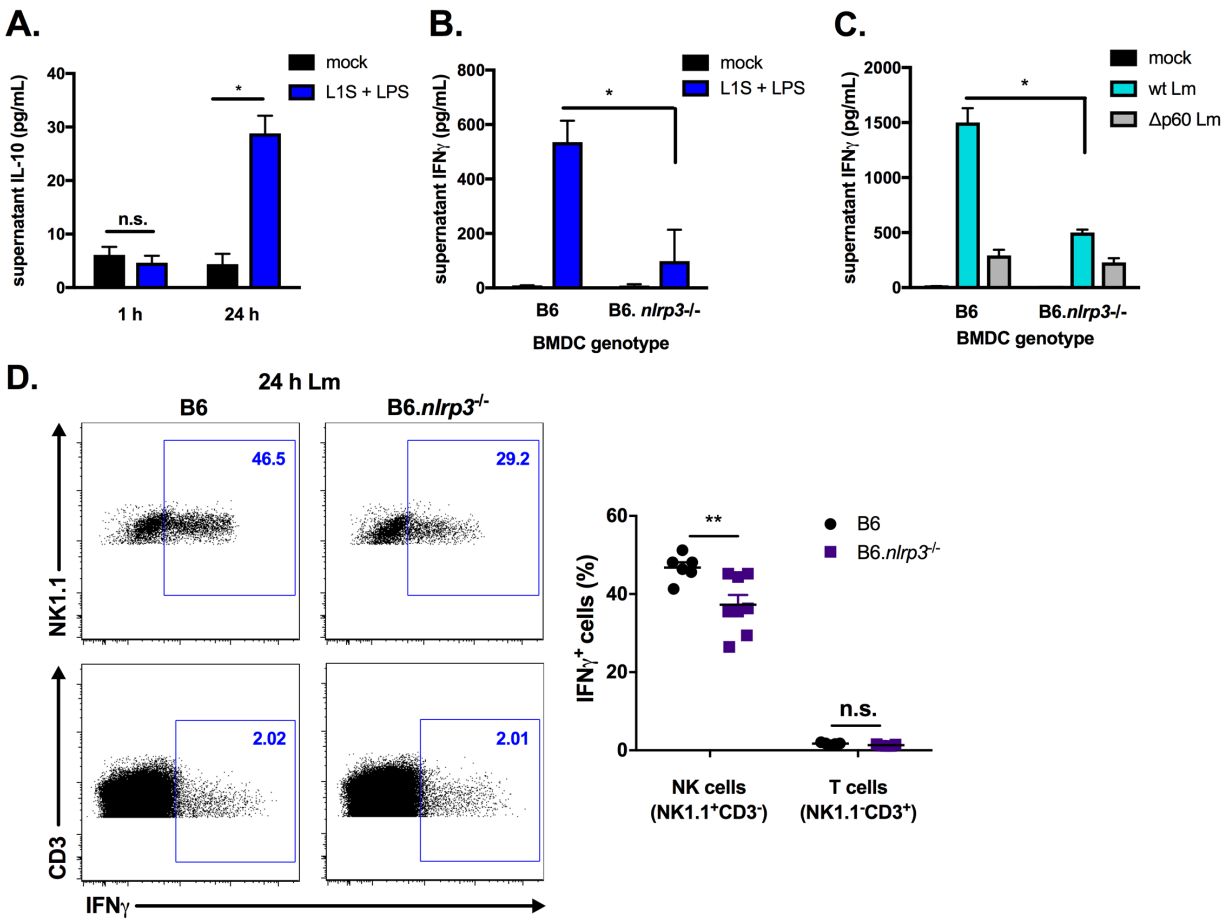 A.
supernatant IL-10 (pg/mL)
40
30
20
10
0
mock
L1S + LPS
n.s.
*
1 h
24 h
B.
supernatant IFNγ (pg/mL)
800
600
400
200
0
mock
L1S + LPS
*
B6
B6. nlrp3-/-
BMDC genotype
C.
supernatant IFNγ (pg/mL)
2000
1500
1000
500
0
mock
wt Lm
Δp60 Lm
*
B6
B6.nlrp3-/-
BMDC genotype
D.
24 h Lm
B6
B6.nlrp3-/-
NK1.1
46.5
29.2
CD3
2.02
2.01
IFNγ
IFNγ+ cells (%)
60
40
20
0
**
n.s.
B6
B6.nlrp3-/-
NK cells
(NK1.1+CD3-)
T cells
(NK1.1-CD3+)